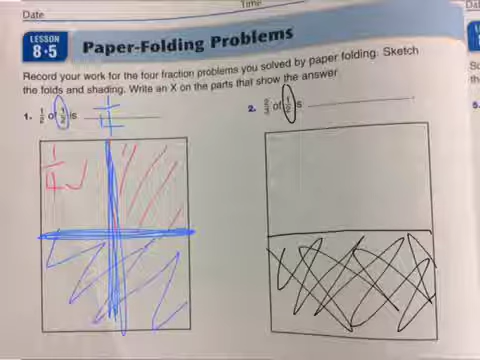 Date
Time
LESSON
8•5
Paper-Folding Problems
Record your work for the four fraction problems you solved by paper folding. Sketch
the folds and shading. Write an X on the parts that show the answer
1. 1/2 of 1/2 is 1/4
2. 2/3 of 1/2 is
1/4 ✓